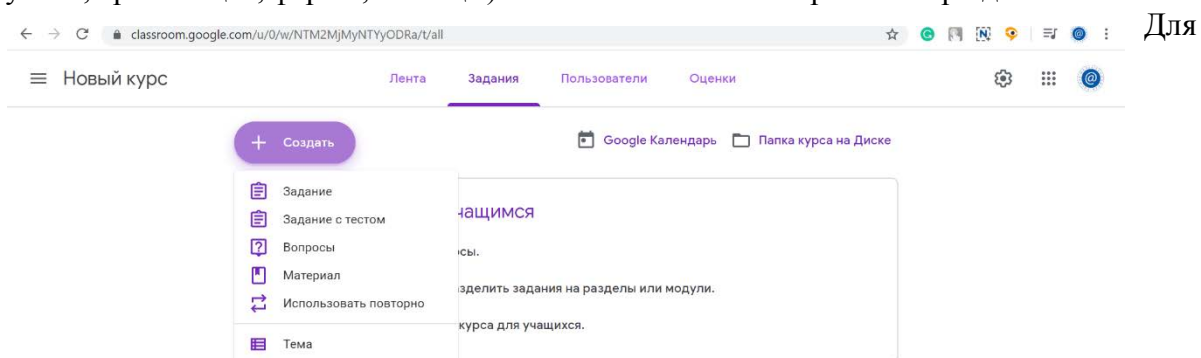 Для
classroom.google.com/u/0/w/NTM2MjMyNTYyODRa/t/all
Новый курс
Лента Задания Пользователи Оценки
Создать
Google Календарь Папка курса на Диске
Задание
Задание с тестом
Вопросы
Материал
Использовать повторно
Тема
чащимся
сы.
зделить задания на разделы или модули.
курса для учащихся.